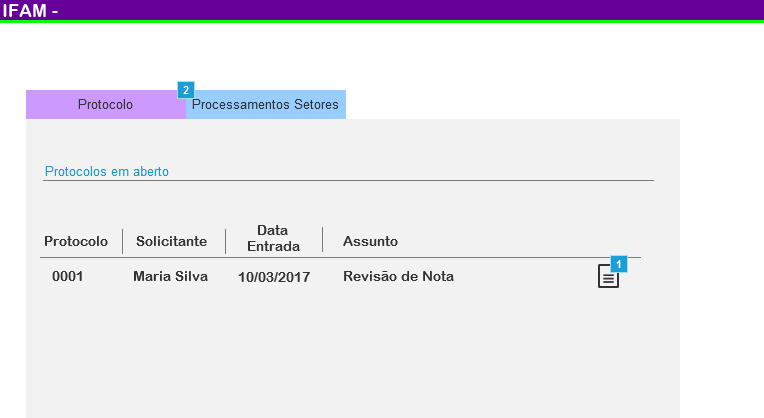 IFAM -
2
Protocolo Processamentos Setores
Protocolos em aberto
Protocolo Solicitante Data Entrada Assunto
1
0001 Maria Silva 10/03/2017 Revisão de Nota